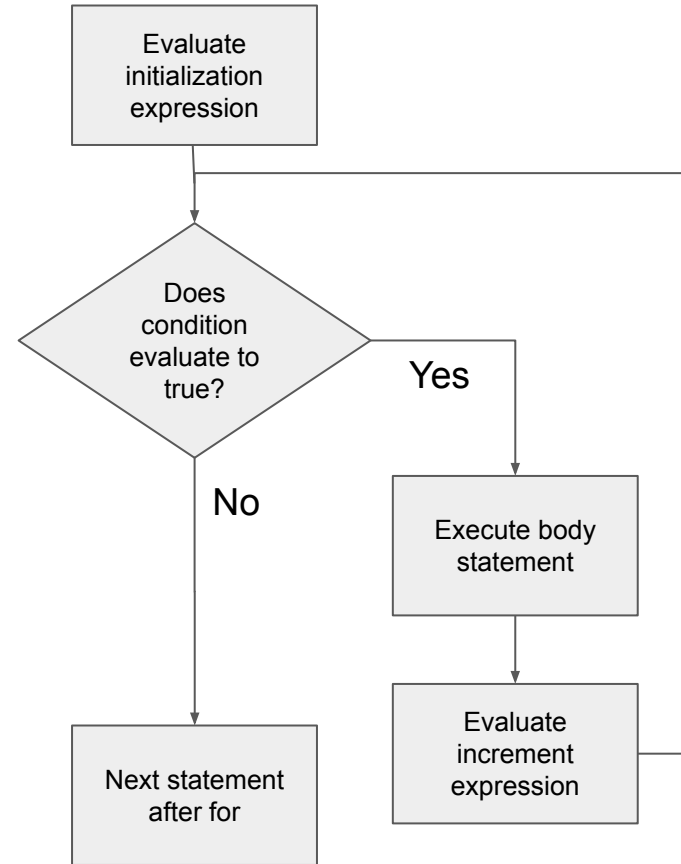 Evaluate
initialization
expression
Does
condition
evaluate to
true?
Yes
No
Execute body
statement
Evaluate
increment
expression
Next statement
after for